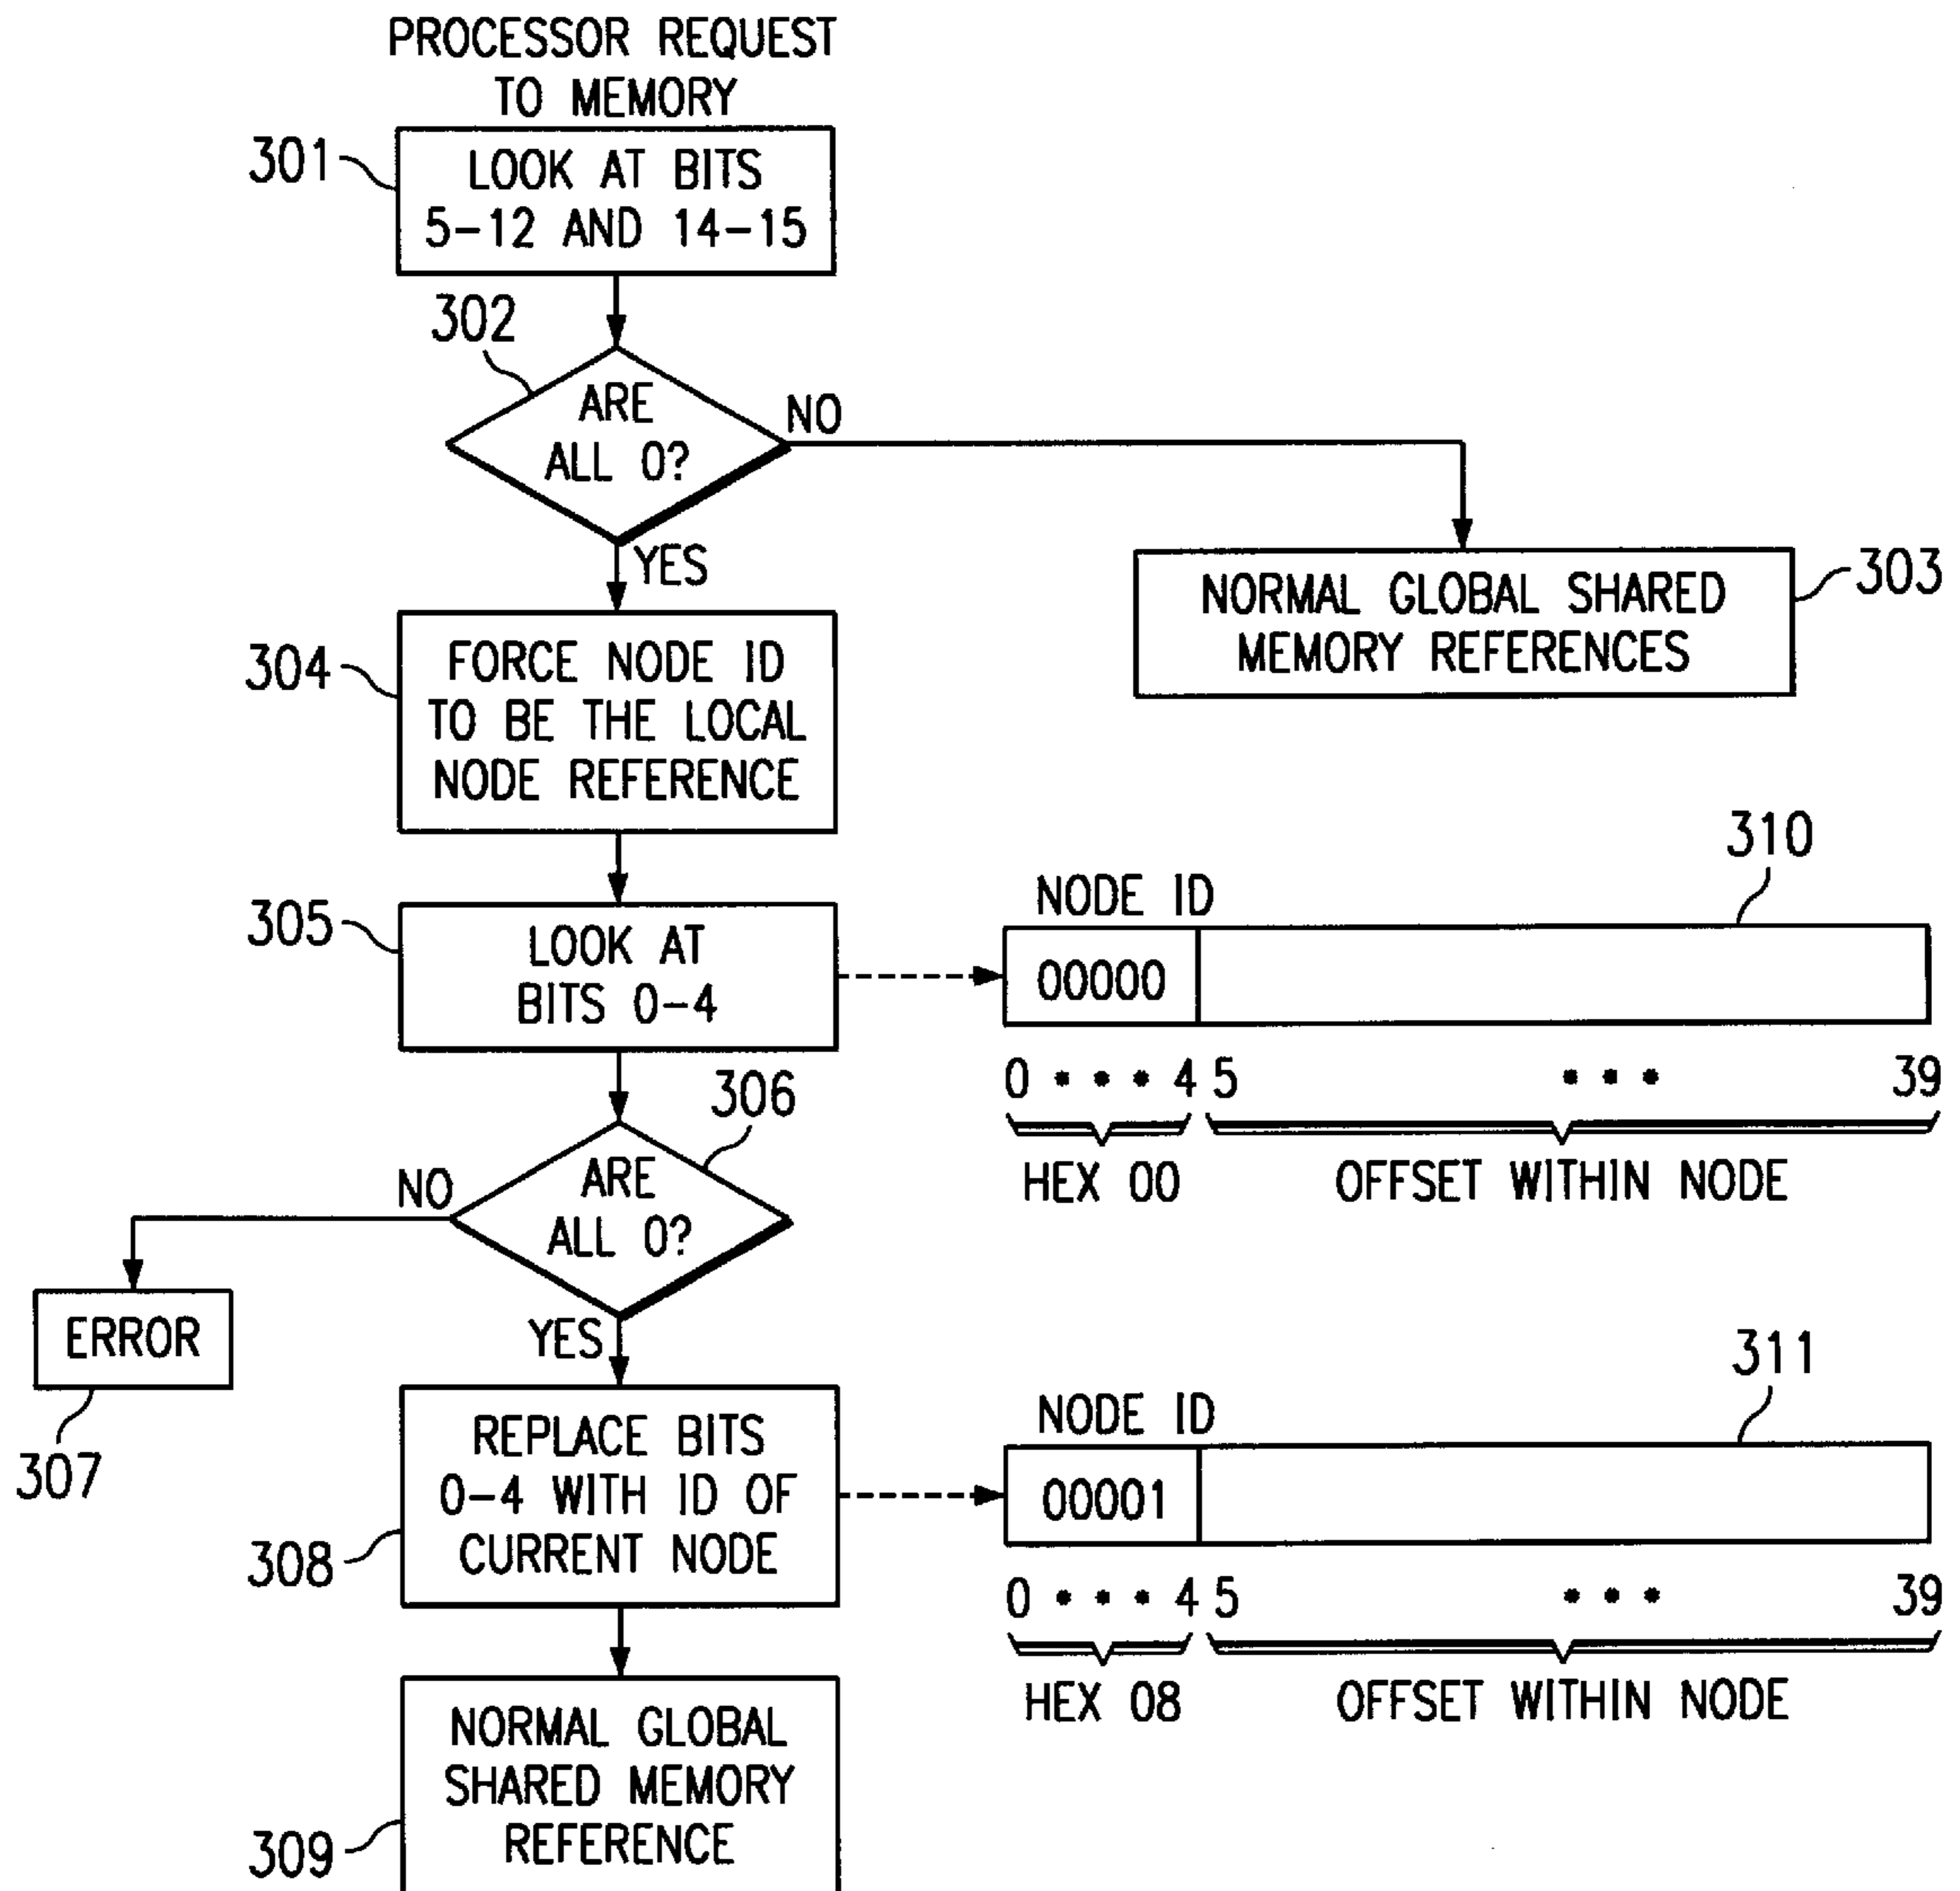 PROCESSOR REQUEST
TO MEMORY
301
LOOK AT BITS
5-12 AND 14-15
302
ARE
ALL 0?
NO
YES
303
NORMAL GLOBAL SHARED
MEMORY REFERENCES
304
FORCE NODE ID
TO BE THE LOCAL
NODE REFERENCE
305
LOOK AT
BITS 0-4
310
NODE ID
00000
0 • • • 4 5 • • • 39
HEX 00 OFFSET WITHIN NODE
306
ARE
ALL 0?
NO
YES
ERROR
307
308
REPLACE BITS
0-4 WITH ID OF
CURRENT NODE
311
NODE ID
00001
0 • • • 4 5 • • • 39
HEX 08 OFFSET WITHIN NODE
309
NORMAL GLOBAL
SHARED MEMORY
REFERENCE